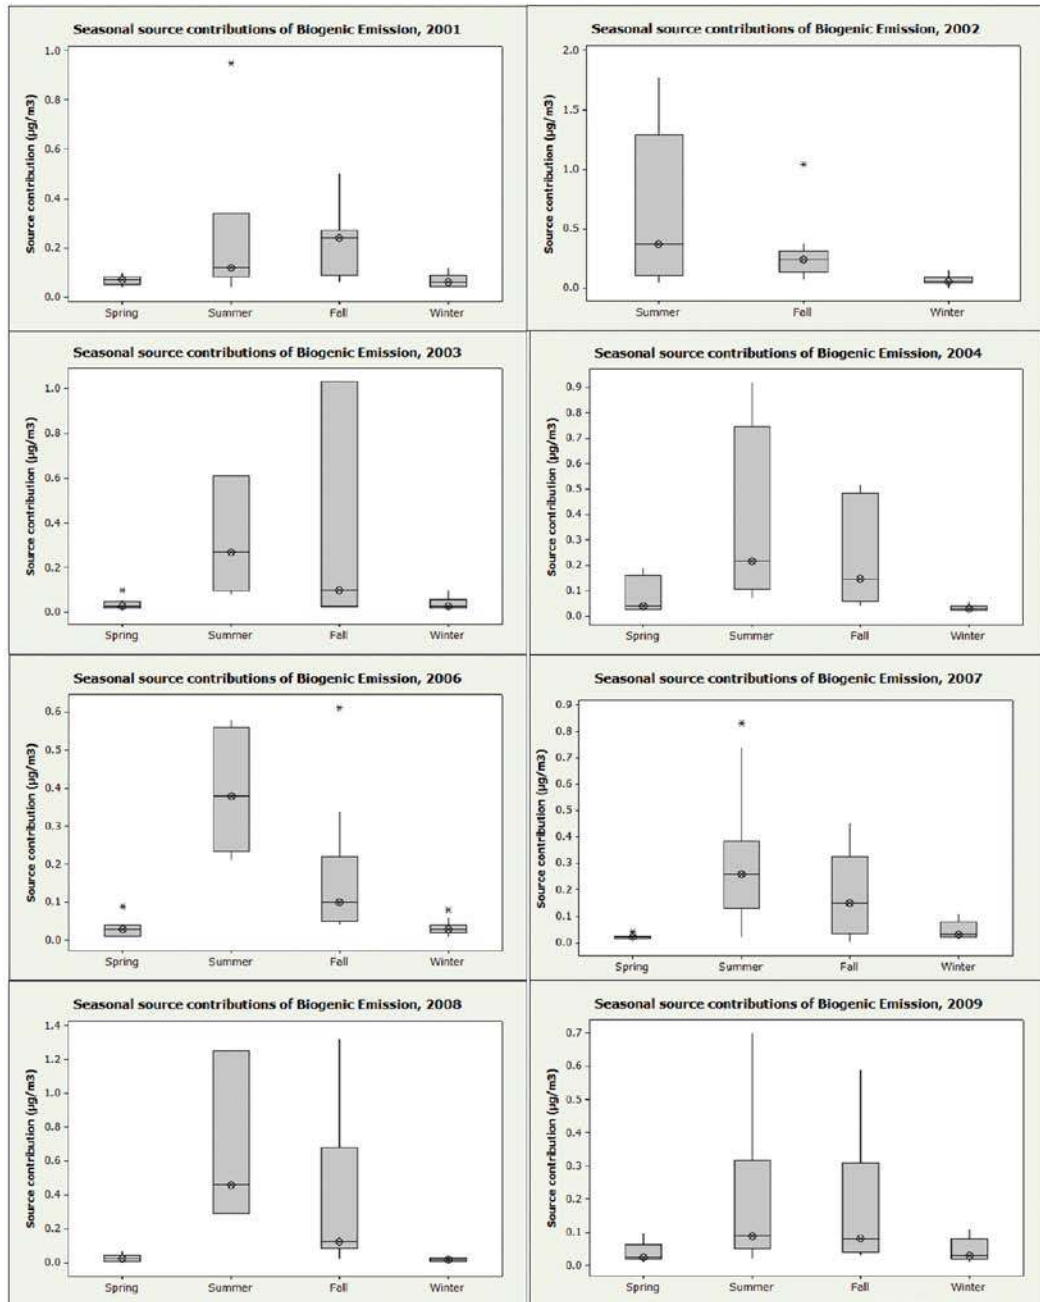 Seasonal source contributions of Biogenic Emission, 2001
Source contribution (µg/m3)
1.0
0.8
0.6
0.4
0.2
0.0
Spring Summer Fall Winter
Seasonal source contributions of Biogenic Emission, 2002
Source contribution (µg/m3)
2.0
1.5
1.0
0.5
0.0
Summer Fall Winter
Seasonal source contributions of Biogenic Emission, 2003
Source contribution (µg/m3)
1.0
0.8
0.6
0.4
0.2
0.0
Spring Summer Fall Winter
Seasonal source contributions of Biogenic Emission, 2004
Source contribution (µg/m3)
0.9
0.8
0.7
0.6
0.5
0.4
0.3
0.2
0.1
0.0
Spring Summer Fall Winter
Seasonal source contributions of Biogenic Emission, 2006
Source contribution (µg/m3)
0.6
0.5
0.4
0.3
0.2
0.1
0.0
Spring Summer Fall Winter
Seasonal source contributions of Biogenic Emission, 2007
Source contribution (µg/m3)
0.9
0.8
0.7
0.6
0.5
0.4
0.3
0.2
0.1
0.0
Spring Summer Fall Winter
Seasonal source contributions of Biogenic Emission, 2008
Source contribution (µg/m3)
1.4
1.2
1.0
0.8
0.6
0.4
0.2
0.0
Spring Summer Fall Winter
Seasonal source contributions of Biogenic Emission, 2009
Source contribution (µg/m3)
0.7
0.6
0.5
0.4
0.3
0.2
0.1
0.0
Spring Summer Fall Winter